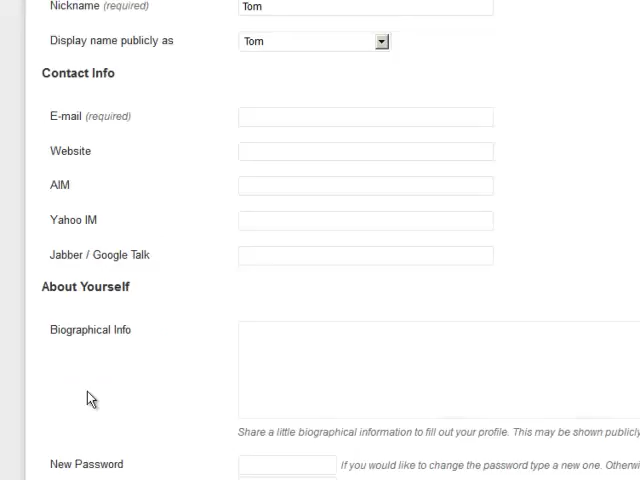 Nickname (required) Tom
Display name publicly as Tom
Contact Info
E-mail (required)
Website
AIM
Yahoo IM
Jabber / Google Talk
About Yourself
Biographical Info
Share a little biographical information to fill out your profile. This may be shown publicly
New Password If you would like to change the password type a new one. Otherwi